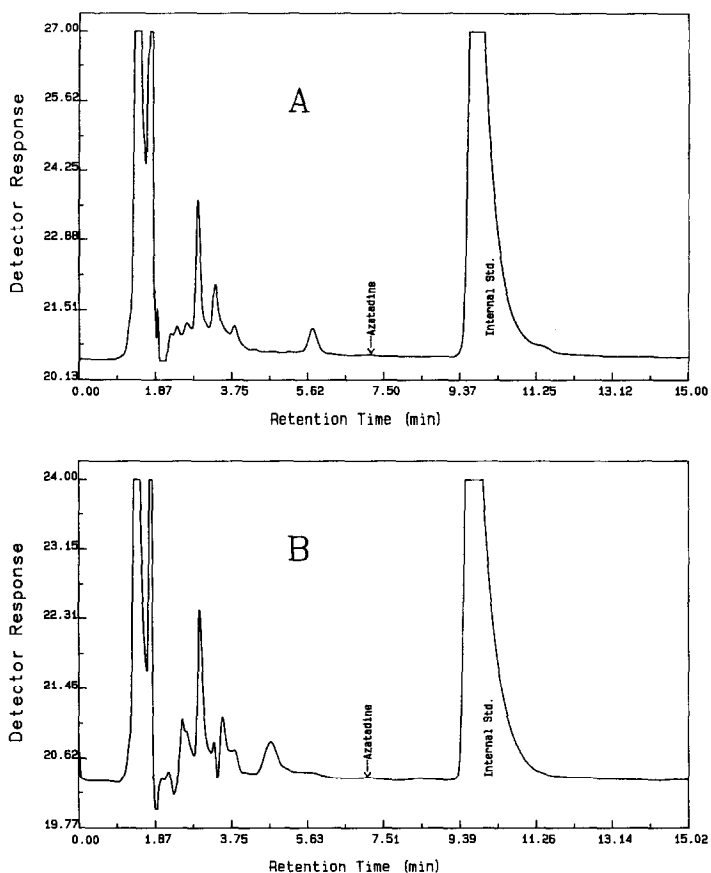 27.00
25.62
24.25
22.88
21.51
20.13
Detector Response
A
<--Azatadine
Internal Std.
0.00 1.87 3.75 5.62 7.50 9.37 11.25 13.12 15.00
Retention Time (min)
24.00
23.15
22.31
21.46
20.62
19.77
Detector Response
B
<--Azatadine
Internal Std.
0.00 1.87 3.75 5.63 7.51 9.39 11.26 13.14 15.02
Retention Time (min)